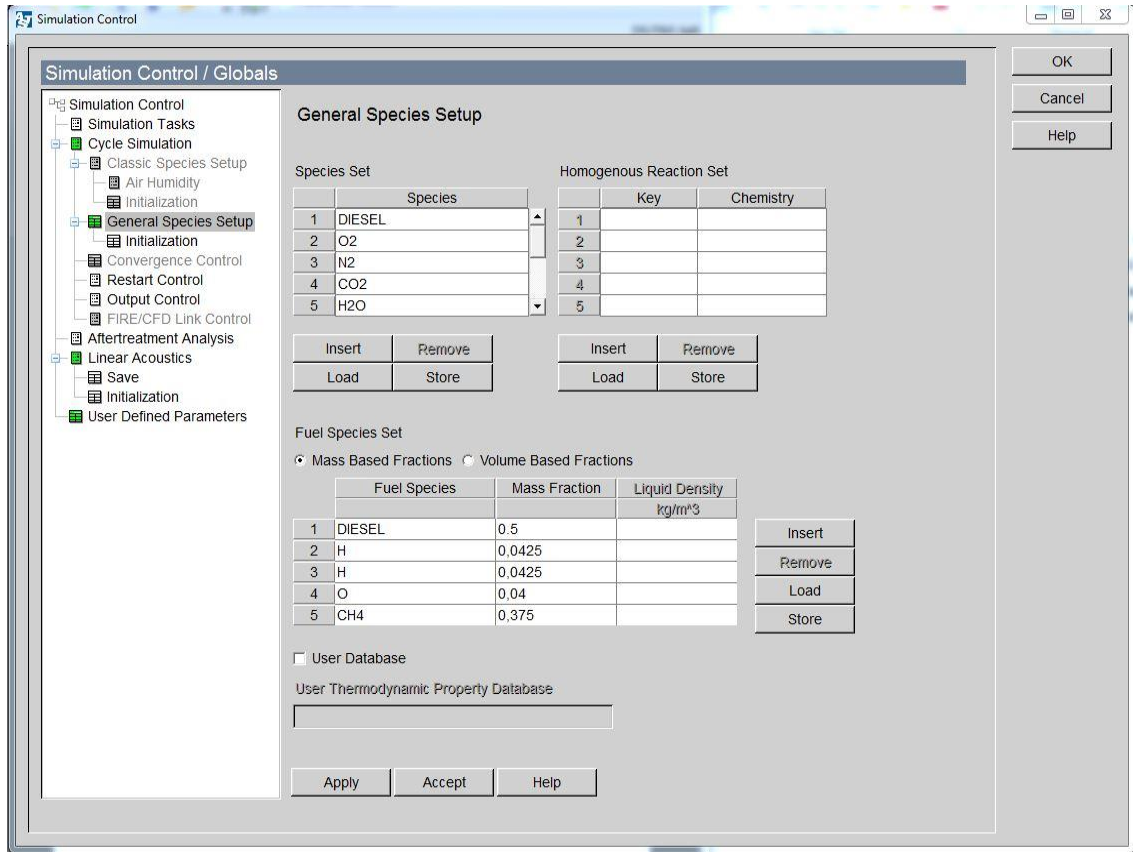 Simulation Control
Simulation Control / Globals
OK
Cancel
Help
Simulation Control
Simulation Tasks
Cycle Simulation
Classic Species Setup
Air Humidity
Initialization
General Species Setup
Initialization
Convergence Control
Restart Control
Output Control
FIRE/CFD Link Control
Aftertreatment Analysis
Linear Acoustics
Save
Initialization
User Defined Parameters
General Species Setup
Species Set
Species
1 DIESEL
2 O2
3 N2
4 CO2
5 H2O
Insert Remove
Load Store
Homogenous Reaction Set
Key Chemistry
1
2
3
4
5
Insert Remove
Load Store
Fuel Species Set
Mass Based Fractions Volume Based Fractions
Fuel Species Mass Fraction Liquid Density
kg/m^3
1 DIESEL 0.5
2 H 0,0425
3 H 0,0425
4 O 0,04
5 CH4 0,375
Insert
Remove
Load
Store
User Database
User Thermodynamic Property Database
Apply Accept Help